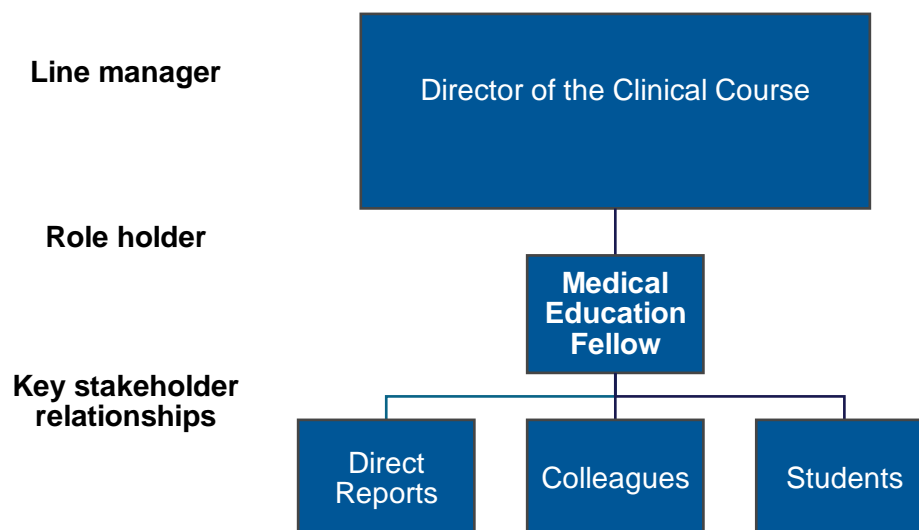 Line manager
Director of the Clinical Course
Role holder
Medical
Education
Fellow
Key stakeholder
relationships
Direct
Reports
Colleagues
Students